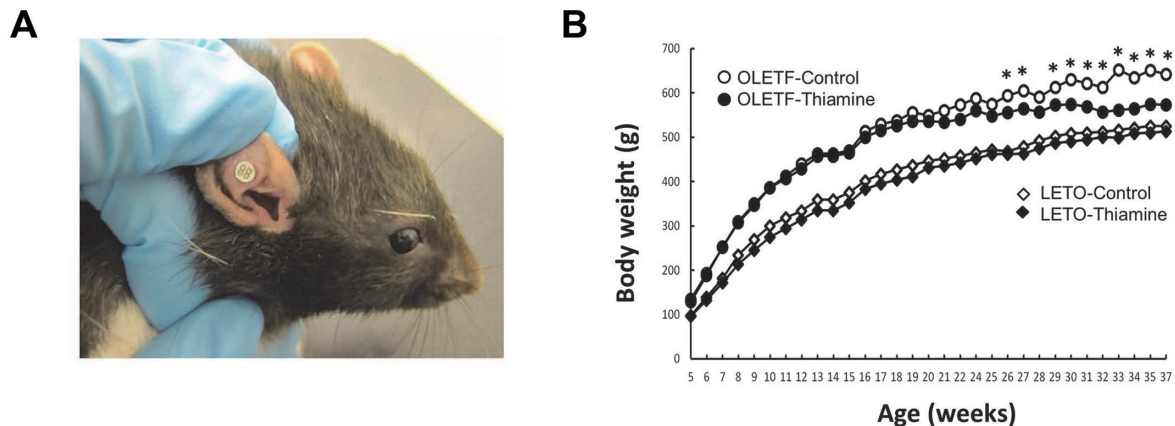 A
88
B
700
600
500
400
300
200
100
0
Body weight (g)
* * * * * * * * * *
OLETF-Control
OLETF-Thiamine
LETO-Control
LETO-Thiamine
5 6 7 8 9 10 11 12 13 14 15 16 17 18 19 20 21 22 24 25 26 27 28 29 30 31 32 33 34 35 37
Age (weeks)